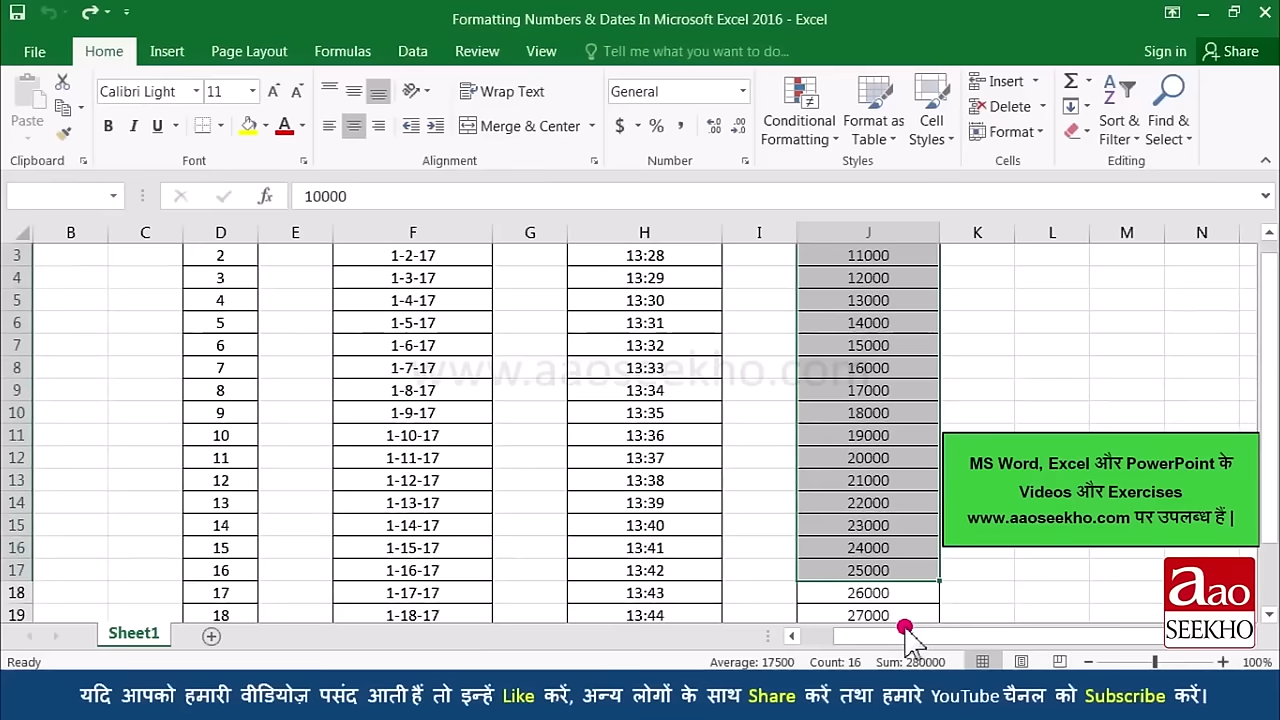 Formatting Numbers & Dates In Microsoft Excel 2016 - Excel
File Home Insert Page Layout Formulas Data Review View Tell me what you want to do... Sign in Share
Calibri Light 11 Wrap Text General Insert Σ
Paste B I U Merge & Center $ % , Conditional Formatting Format as Table Cell Styles Delete Format Sort & Filter Find & Select
Clipboard Font Alignment Number Styles Cells Editing
fx 10000
B C D E F G H I J K L M N
3 2 1-2-17 13:28 11000
4 3 1-3-17 13:29 12000
5 4 1-4-17 13:30 13000
6 5 1-5-17 13:31 14000
7 6 1-6-17 13:32 15000
8 7 1-7-17 13:33 16000
www.aaoseekho.com
9 8 1-8-17 13:34 17000
10 9 1-9-17 13:35 18000
11 10 1-10-17 13:36 19000
12 11 1-11-17 13:37 20000
13 12 1-12-17 13:38 21000
14 13 1-13-17 13:39 22000
15 14 1-14-17 13:40 23000
16 15 1-15-17 13:41 24000
17 16 1-16-17 13:42 25000
18 17 1-17-17 13:43 26000
19 18 1-18-17 13:44 27000
MS Word, Excel और PowerPoint के
Videos और Exercises
www.aaoseekho.com पर उपलब्ध हैं |
aao
SEEKHO
Sheet1
Ready Average: 17500 Count: 16 Sum: 280000 100%
यदि आपको हमारी वीडियोज़ पसंद आती हैं तो इन्हें Like करें, अन्य लोगों के साथ Share करें तथा हमारे YouTube चैनल को Subscribe करें।